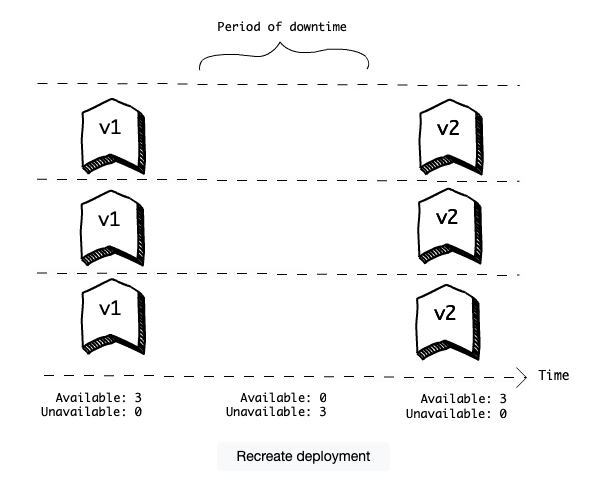 Period of downtime
v1
v2
v1
v2
v1
v2
Time
Available: 3
Unavailable: 0
Available: 0
Unavailable: 3
Available: 3
Unavailable: 0
Recreate deployment